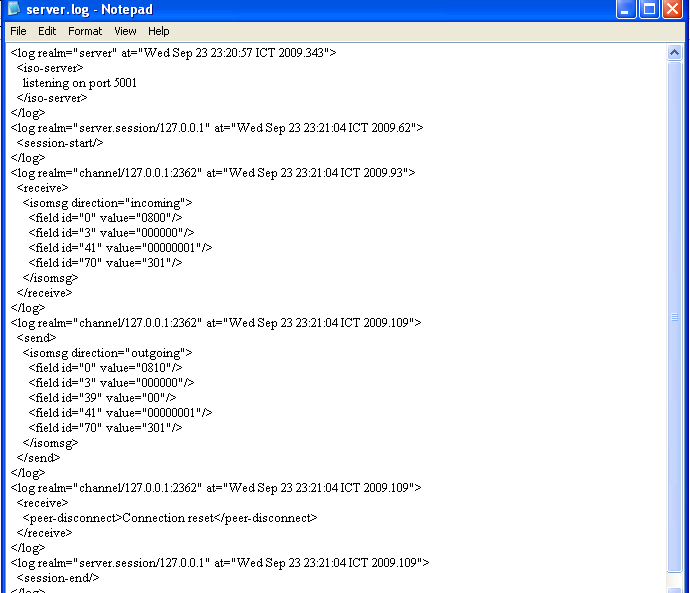 server.log - Notepad
File Edit Format View Help
<log realm="server" at="Wed Sep 23 23:20:57 ICT 2009.343">
<iso-server>
listening on port 5001
</iso-server>
</log>
<log realm="server.session/127.0.0.1" at="Wed Sep 23 23:21:04 ICT 2009.62">
<session-start/>
</log>
<log realm="channel/127.0.0.1:2362" at="Wed Sep 23 23:21:04 ICT 2009.93">
<receive>
<isomsg direction="incoming">
<field id="0" value="0800"/>
<field id="3" value="000000"/>
<field id="41" value="00000001"/>
<field id="70" value="301"/>
</isomsg>
</receive>
</log>
<log realm="channel/127.0.0.1:2362" at="Wed Sep 23 23:21:04 ICT 2009.109">
<send>
<isomsg direction="outgoing">
<field id="0" value="0810"/>
<field id="3" value="000000"/>
<field id="39" value="00"/>
<field id="41" value="00000001"/>
<field id="70" value="301"/>
</isomsg>
</send>
</log>
<log realm="channel/127.0.0.1:2362" at="Wed Sep 23 23:21:04 ICT 2009.109">
<receive>
<peer-disconnect>Connection reset</peer-disconnect>
</receive>
</log>
<log realm="server.session/127.0.0.1" at="Wed Sep 23 23:21:04 ICT 2009.109">
<session-end/>
</log>